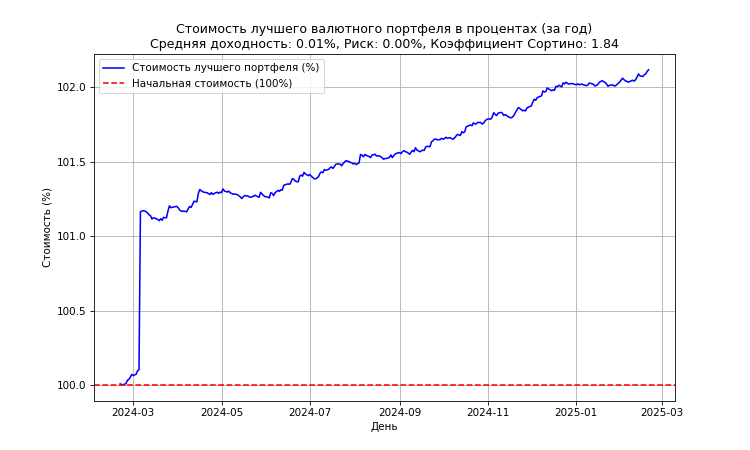 Стоимость лучшего валютного портфеля в процентах (за год)
Средняя доходность: 0.01%, Риск: 0.00%, Коэффициент Сортино: 1.84
Стоимость лучшего портфеля (%)
Начальная стоимость (100%)
Стоимость (%)
102.0
101.5
101.0
100.5
100.0
2024-03 2024-05 2024-07 2024-09 2024-11 2025-01 2025-03
День